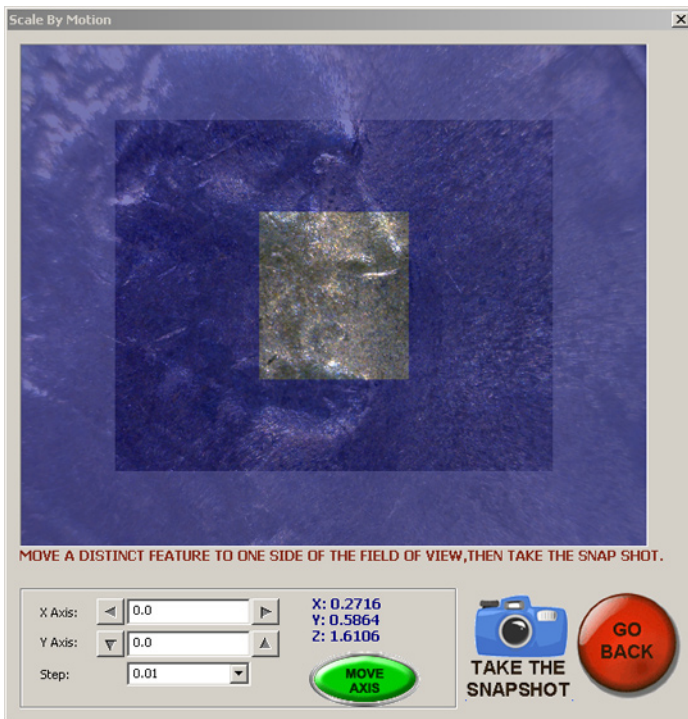 Scale By Motion
MOVE A DISTINCT FEATURE TO ONE SIDE OF THE FIELD OF VIEW,THEN TAKE THE SNAP SHOT.
X Axis: 0.0
Y Axis: 0.0
Step: 0.01
X: 0.2716
Y: 0.5864
Z: 1.6106
MOVE
AXIS
TAKE THE
SNAPSHOT
GO
BACK